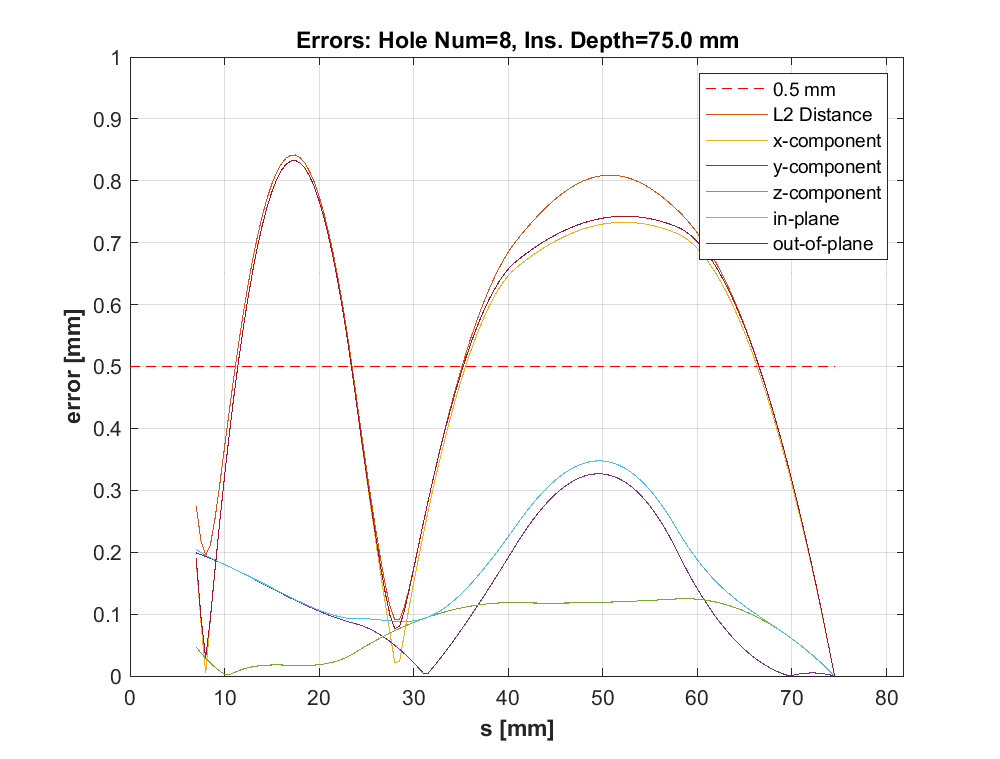 Errors: Hole Num=8, Ins. Depth=75.0 mm
1
0.9
0.8
0.7
0.6
0.5
0.4
0.3
0.2
0.1
0
error [mm]
0.5 mm
L2 Distance
x-component
y-component
z-component
in-plane
out-of-plane
0 10 20 30 40 50 60 70 80
s [mm]